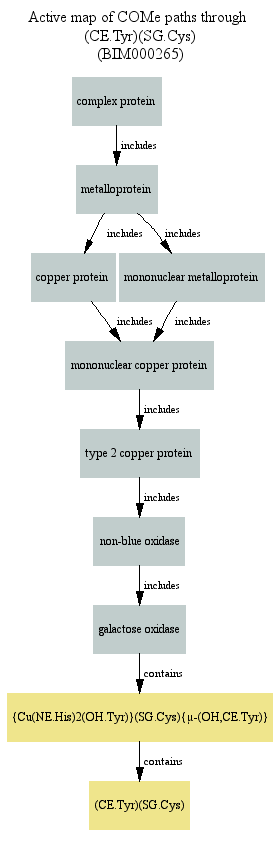 Active map of COMe paths through
(CE.Tyr)(SG.Cys)
(BIM000265)
complex protein
includes
metalloprotein
includes
includes
copper protein
mononuclear metalloprotein
includes
includes
mononuclear copper protein
includes
type 2 copper protein
includes
non-blue oxidase
includes
galactose oxidase
contains
{Cu(NE.His)2(OH.Tyr)}(SG.Cys){μ-(OH,CE.Tyr)}
contains
(CE.Tyr)(SG.Cys)